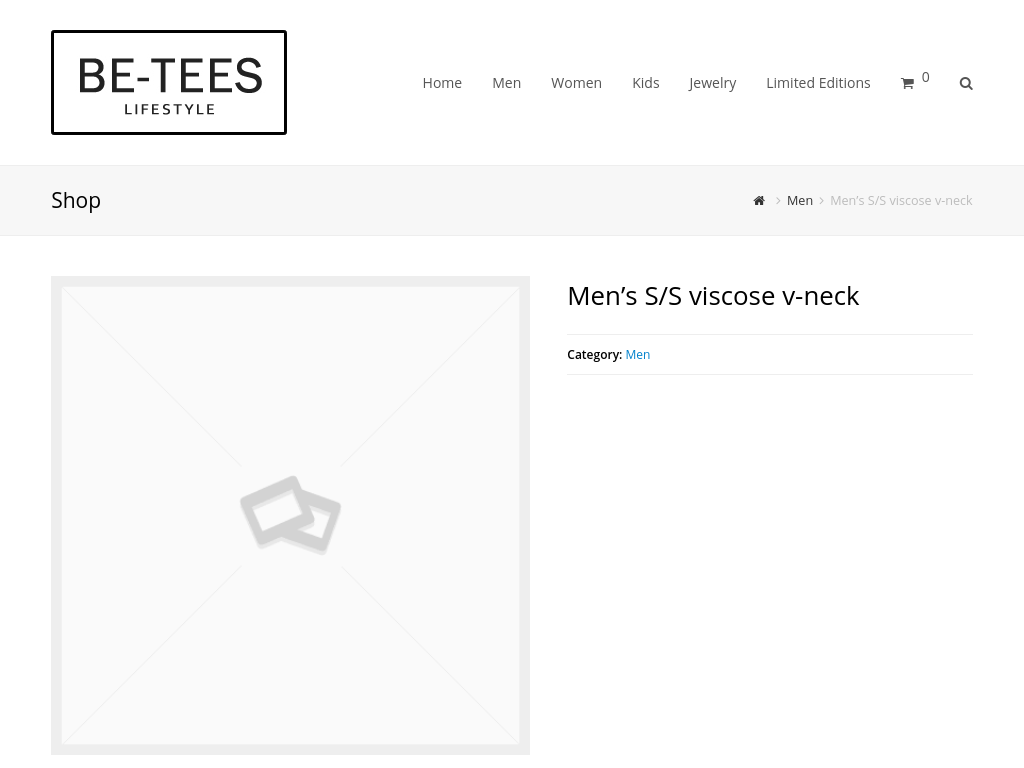 BE-TEES
LIFESTYLE
Home Men Women Kids Jewelry Limited Editions 0
Shop
Men Men’s S/S viscose v-neck
Men’s S/S viscose v-neck
Category: Men